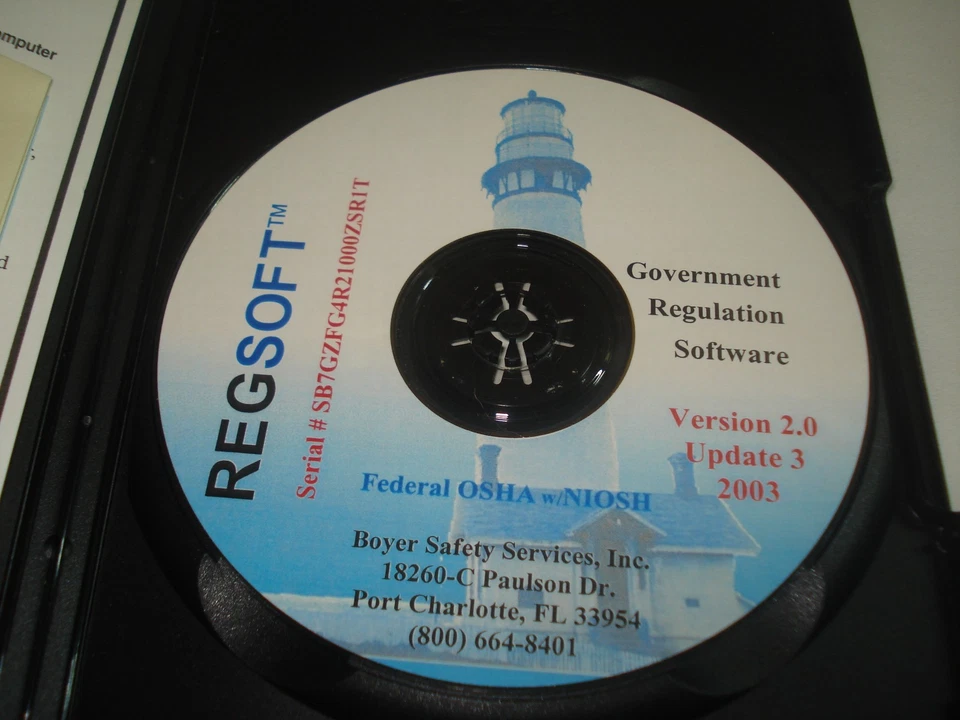 REGSOFT™
Serial # SB7GZFG4R21000ZSR1T
Government
Regulation
Software
Version 2.0
Update 3
2003
Federal OSHA w/NIOSH
Boyer Safety Services, Inc.
18260-C Paulson Dr.
Port Charlotte, FL 33954
(800) 664-8401